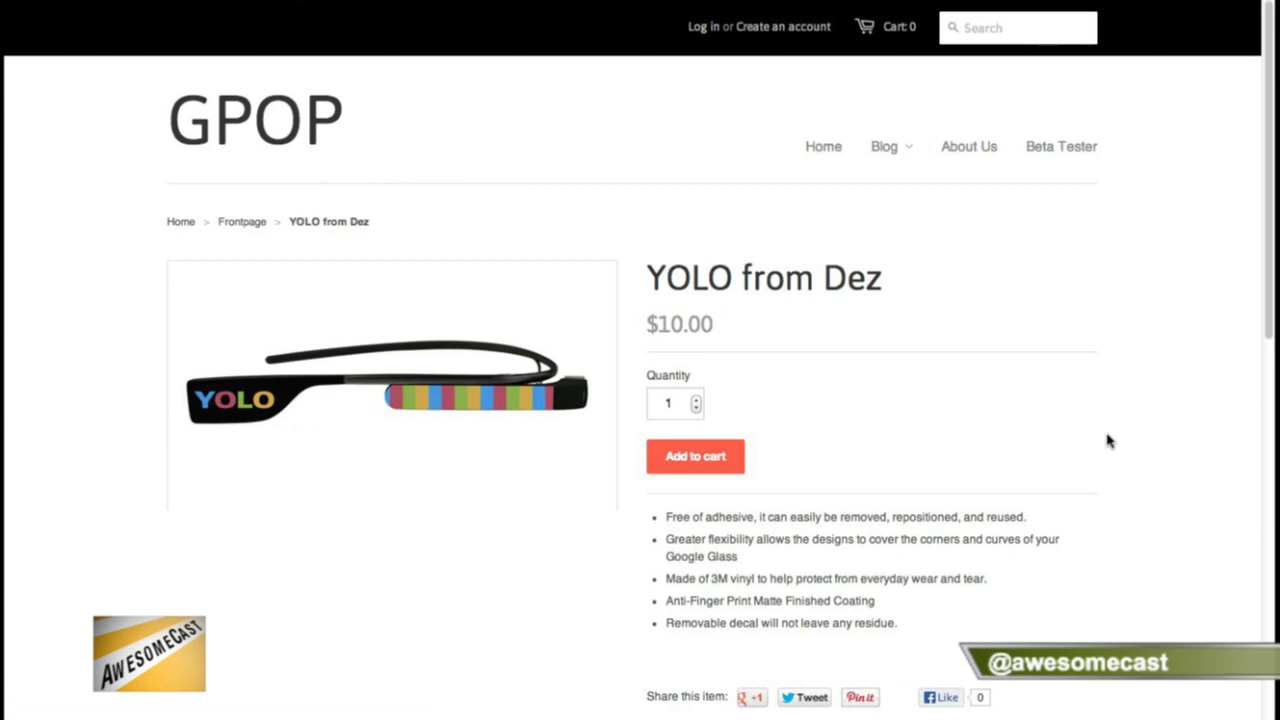 Log in or Create an account
Cart: 0
Search
GPOP
Home
Blog
About Us
Beta Tester
Home > Frontpage > YOLO from Dez
YOLO
YOLO from Dez
$10.00
Quantity
1
Add to cart
• Free of adhesive, it can easily be removed, repositioned, and reused.
• Greater flexibility allows the designs to cover the corners and curves of your
Google Glass
• Made of 3M vinyl to help protect from everyday wear and tear.
• Anti-Finger Print Matte Finished Coating
• Removable decal will not leave any residue.
AWESOMECAST
@awesomecast
Share this item:
g +1
Tweet
Pin it
Like
0